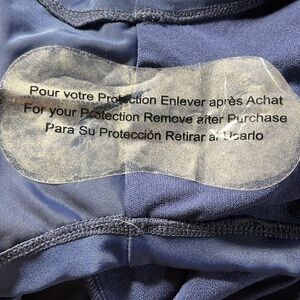 Pour votre Protection Enlever après Achat
For your Protection Remove after Purchase
Para Su Protección Retirar al Usarlo